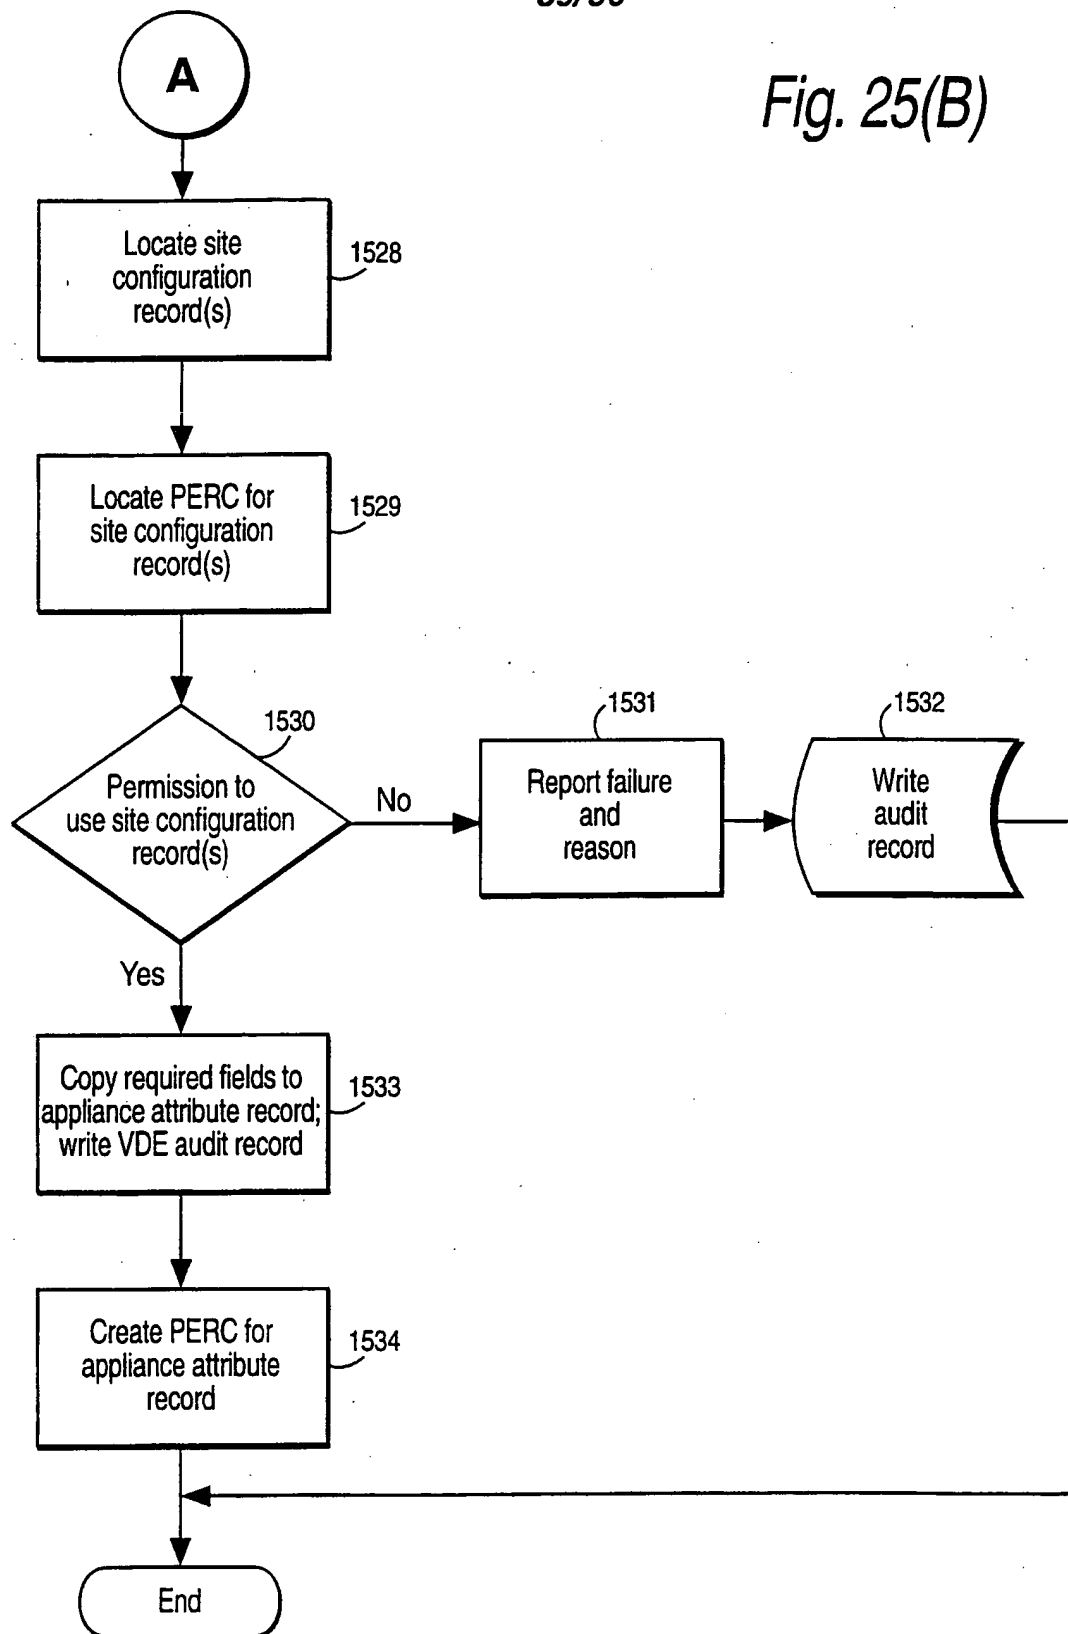 Fig. 25(B)
A
Locate site
configuration
record(s)
1528
Locate PERC for
site configuration
record(s)
1529
1530
Permission to
use site configuration
record(s)
No
1531
Report failure
and
reason
1532
Write
audit
record
Yes
Copy required fields to
appliance attribute record;
write VDE audit record
1533
Create PERC for
appliance attribute
record
1534
End